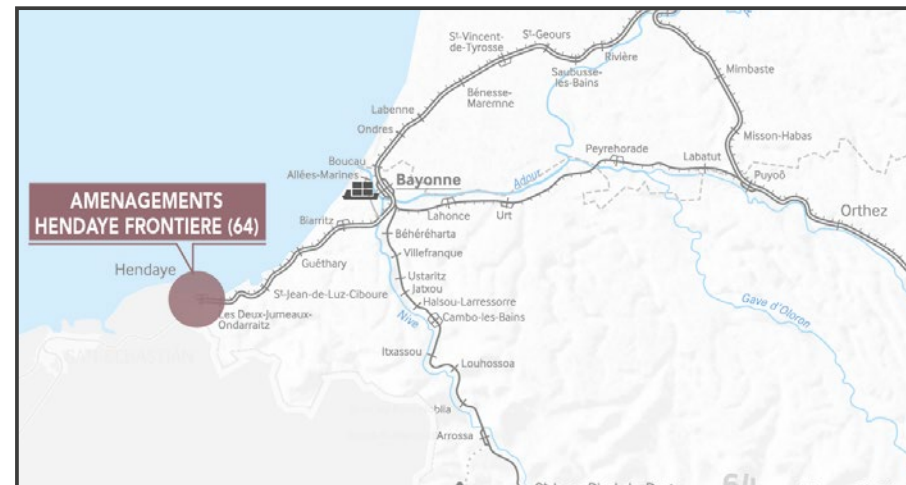 St-Vincent-
de-Tyrosse
St-Geours
Rivière
Saubusse-
les-Bains
Mimbaste
Bénesse-
Maremne
Labenne
Ondres
Misson-Habas
Boucau
Allées-Marines
Bayonne
Adour
Peyrehorade
Labatut
Puyoô
AMENAGEMENTS
HENDAYE FRONTIERE (64)
Biarritz
Lahonce
Urt
Orthez
Béhéréharta
Villefranque
Guéthary
Hendaye
Ustaritz
Jatxou
St-Jean-de-Luz-Ciboure
Halsou-Larressorre
Les Deux-Jumeaux-
Ondarraitz
Nive
Cambo-les-Bains
Gave d'Oloron
Itxassou
Louhossoa
Arrossa
64